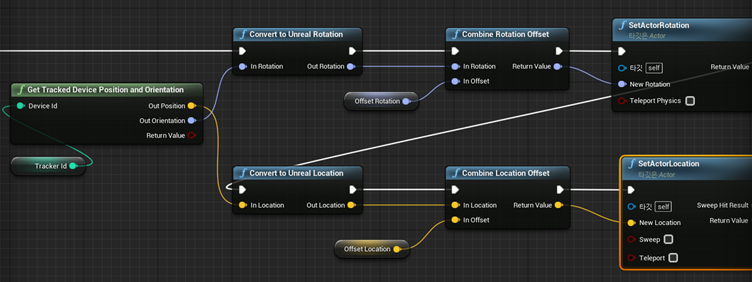 Convert to Unreal Rotation
In Rotation
Out Rotation
Combine Rotation Offset
In Rotation
Return Value
In Offset
Offset Rotation
SetActorRotation
타깃은 Actor
Return Value
타깃 self
New Rotation
Teleport Physics
Get Tracked Device Position and Orientation
Device Id
Out Position
Out Orientation
Return Value
Tracker Id
Convert to Unreal Location
In Location
Out Location
Combine Location Offset
In Location
Return Value
In Offset
Offset Location
SetActorLocation
타깃은 Actor
Sweep Hit Result
타깃 self
Return Value
New Location
Sweep
Teleport